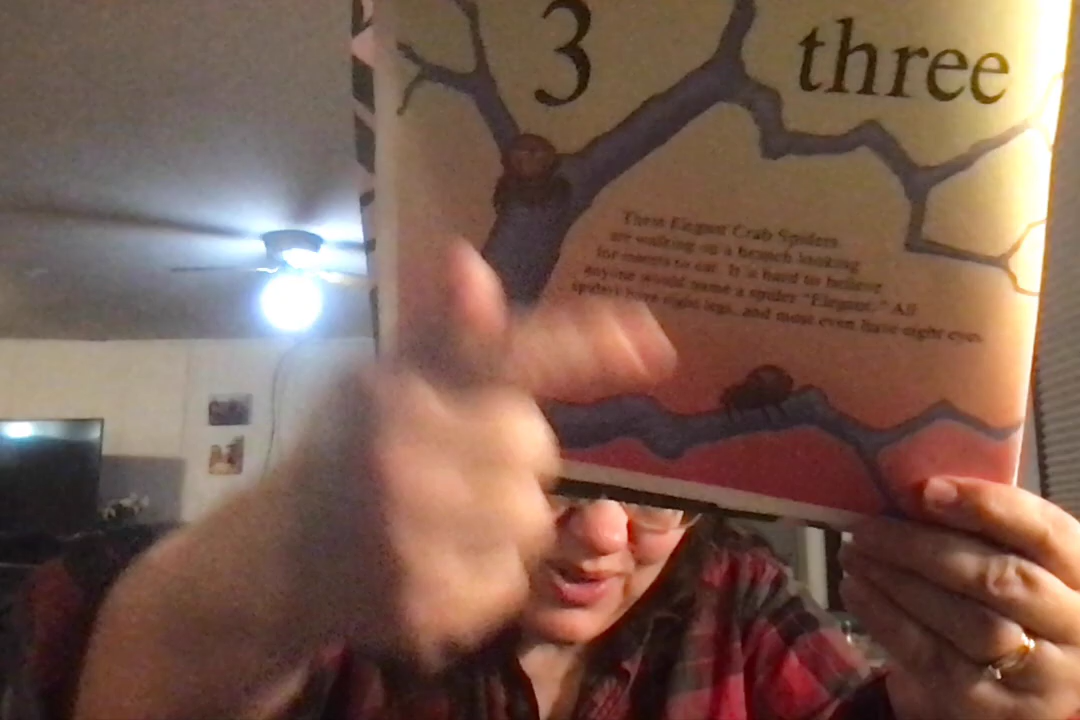 3 three
These Elegant Crab Spiders
are walking on a branch looking
for insects to eat. It is hard to believe
anyone would name a spider "Elegant." All
spiders have eight legs, and most even have eight eyes.